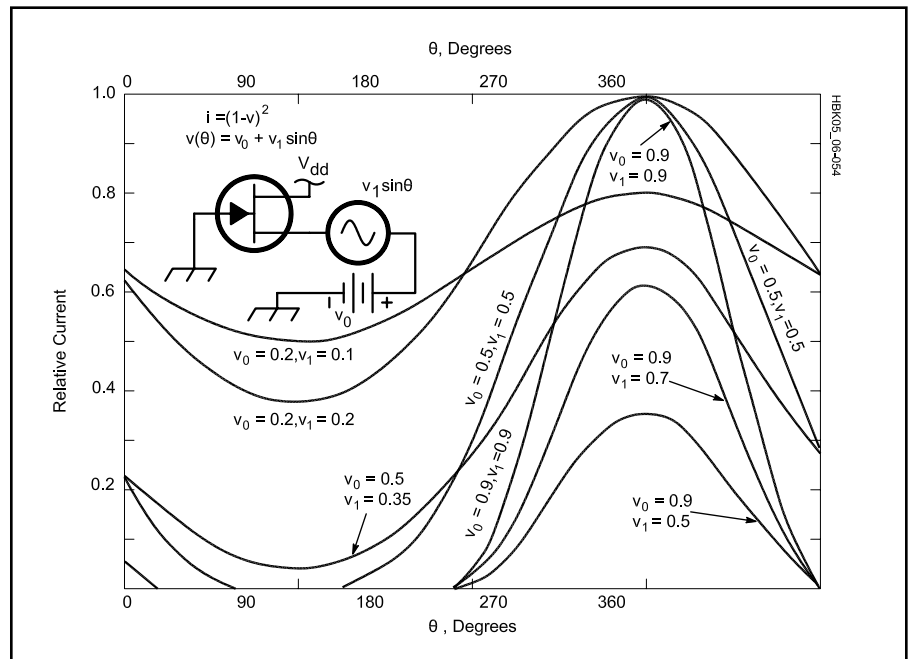 θ, Degrees
0 90 180 270 360
HBK05_06-054
1.0
0.8
0.6
0.4
0.2
Relative Current
i =(1-v)²
v(θ) = v₀ + v₁ sinθ
V_dd
v₁ sinθ
v₀
- +
v₀ = 0.9
v₁ = 0.9
v₀ = 0.5,v₁ = 0.5
v₀ = 0.2,v₁ = 0.1
v₀ = 0.2,v₁ = 0.2
v₀ = 0.5,v₁ = 0.5
v₀ = 0.9
v₁ = 0.7
v₀ = 0.5
v₁ = 0.35
v₀ = 0.9,v₁ = 0.9
v₀ = 0.9
v₁ = 0.5
0 90 180 270 360
θ , Degrees